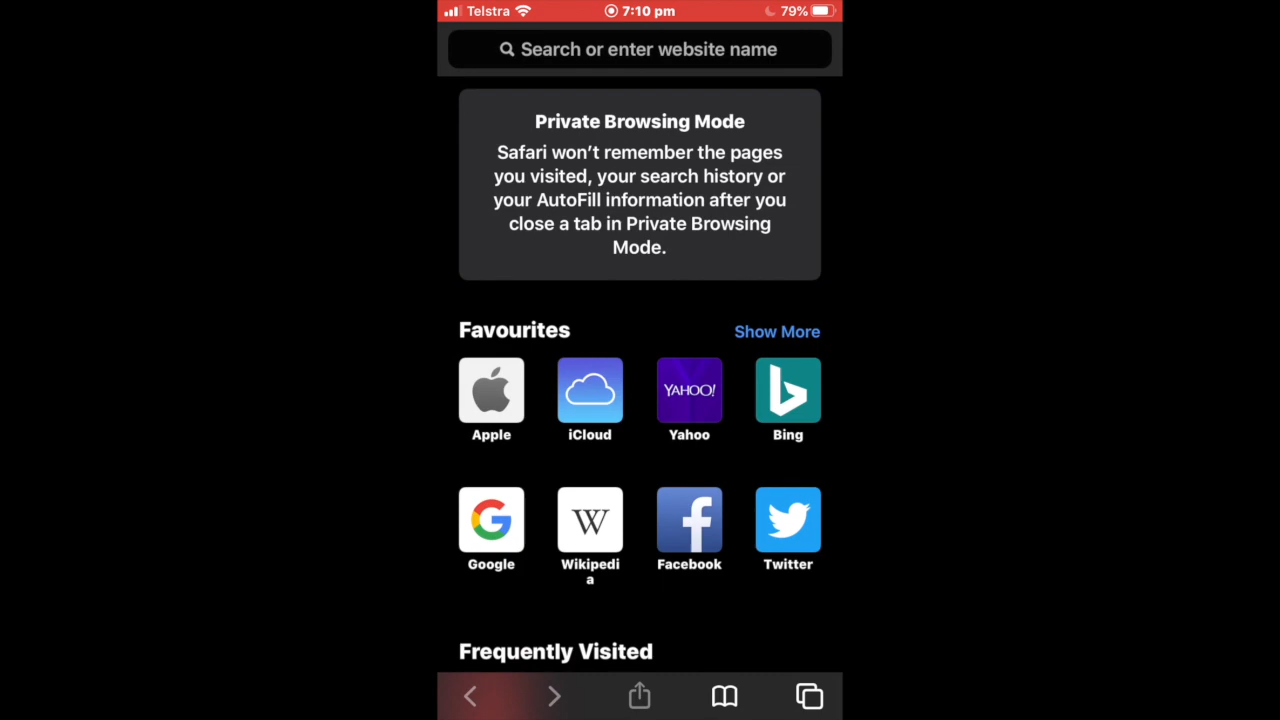 Telstra 7:10 pm 79%
Search or enter website name
Private Browsing Mode
Safari won't remember the pages
you visited, your search history or
your AutoFill information after you
close a tab in Private Browsing
Mode.
Favourites Show More
YAHOO!
Apple iCloud Yahoo Bing
G W f
Google Wikipedi Facebook Twitter
a
Frequently Visited